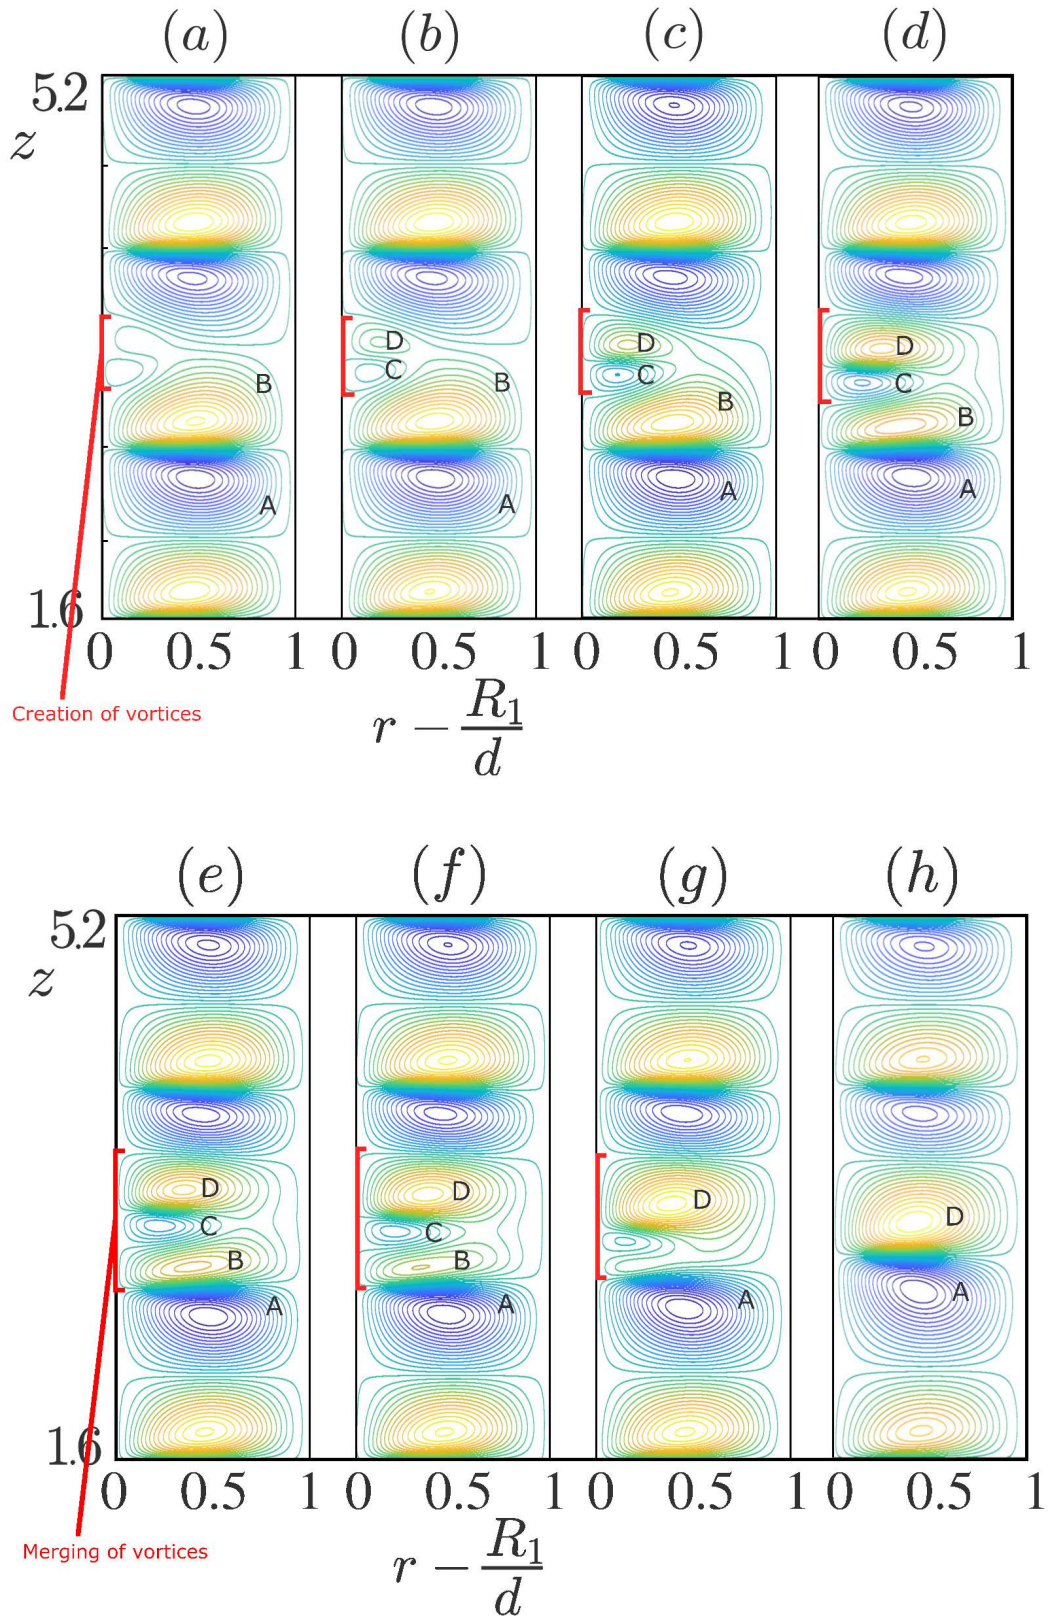 (a) (b) (c) (d)
5.2
z
D D D
C C C
B B B B
A A A A
1.6
0 0.5 1 0 0.5 1 0 0.5 1 0 0.5 1
Creation of vortices
r − R₁/d
(e) (f) (g) (h)
5.2
z
D D D D
C C
B B
A A A A
1.6
0 0.5 1 0 0.5 1 0 0.5 1 0 0.5 1
Merging of vortices
r − R₁/d